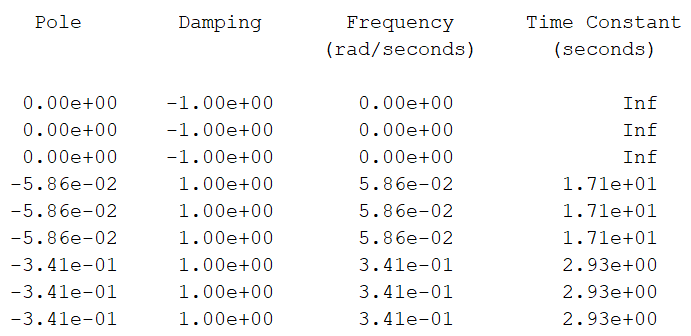 Pole Damping Frequency Time Constant
(rad/seconds) (seconds)
0.00e+00 -1.00e+00 0.00e+00 Inf
0.00e+00 -1.00e+00 0.00e+00 Inf
0.00e+00 -1.00e+00 0.00e+00 Inf
-5.86e-02 1.00e+00 5.86e-02 1.71e+01
-5.86e-02 1.00e+00 5.86e-02 1.71e+01
-5.86e-02 1.00e+00 5.86e-02 1.71e+01
-3.41e-01 1.00e+00 3.41e-01 2.93e+00
-3.41e-01 1.00e+00 3.41e-01 2.93e+00
-3.41e-01 1.00e+00 3.41e-01 2.93e+00